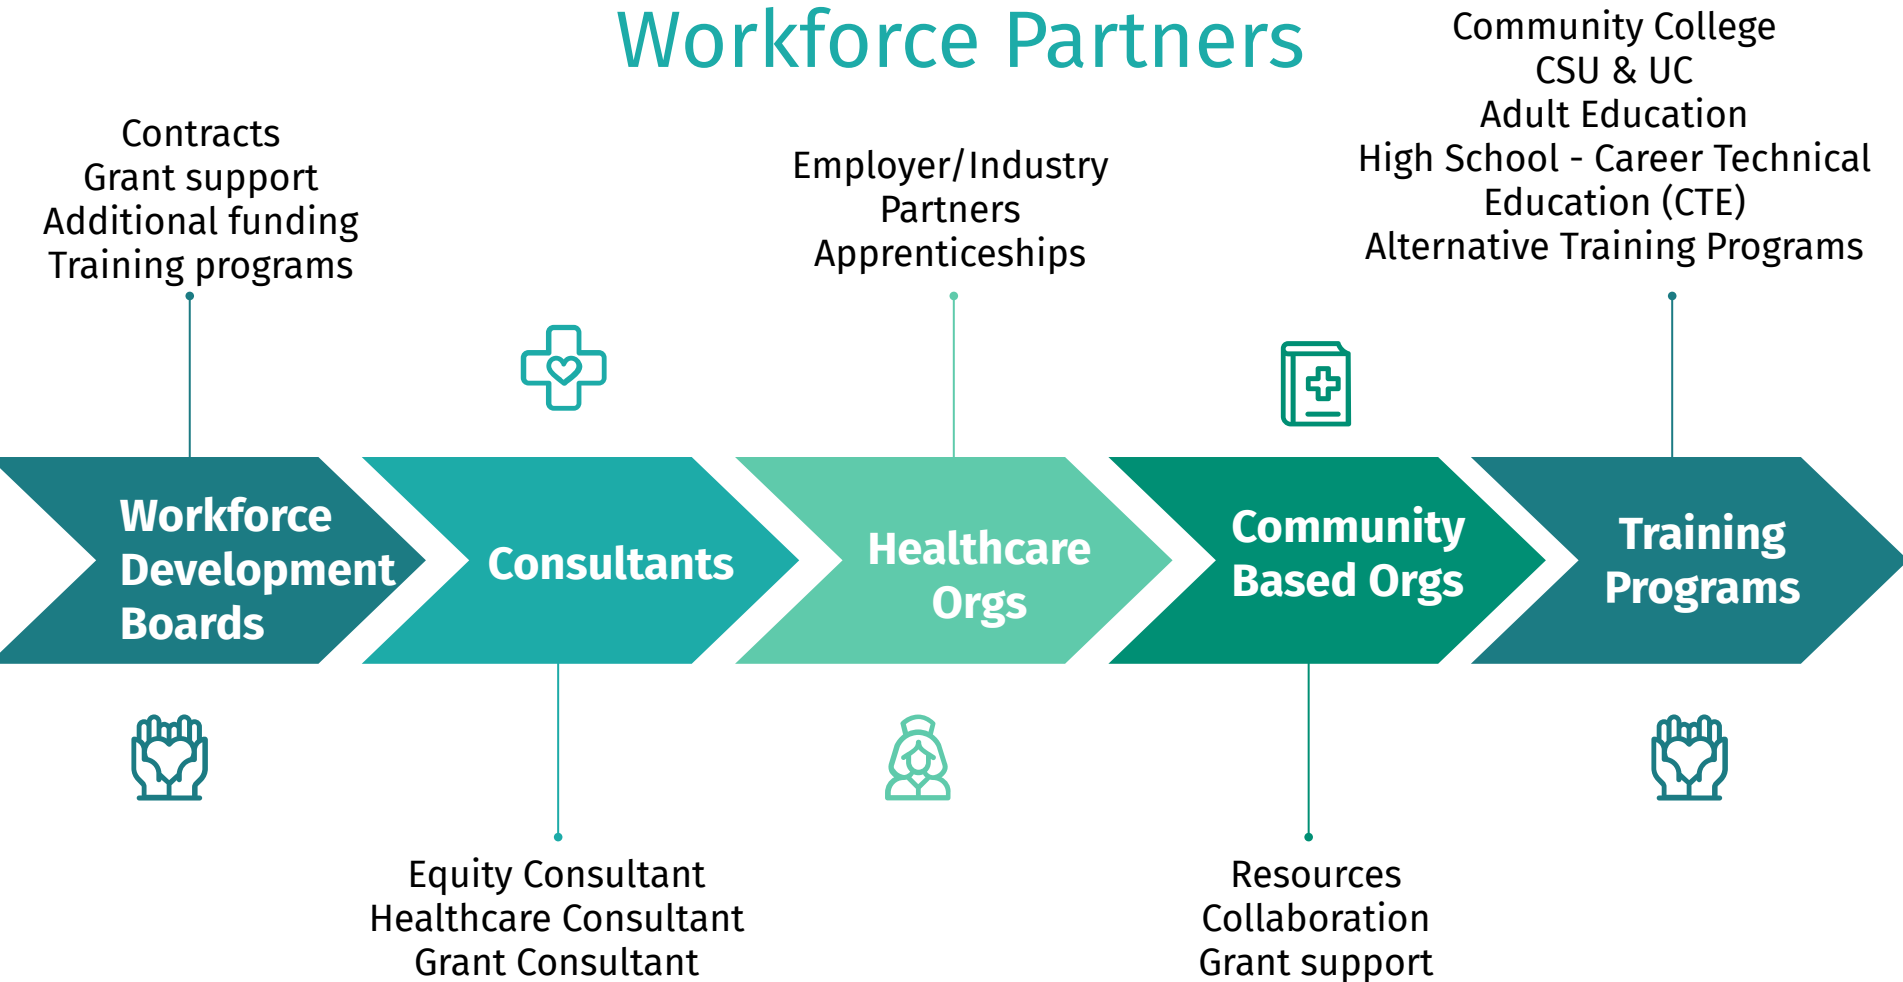 Workforce Partners
Contracts
Grant support
Additional funding
Training programs
Employer/Industry
Partners
Apprenticeships
Community College
CSU & UC
Adult Education
High School - Career Technical
Education (CTE)
Alternative Training Programs
Workforce
Development
Boards
Consultants
Healthcare
Orgs
Community
Based Orgs
Training
Programs
Equity Consultant
Healthcare Consultant
Grant Consultant
Resources
Collaboration
Grant support